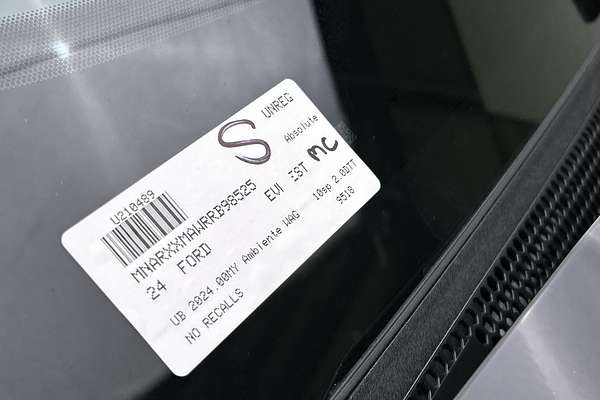 S UNREG
U210489 Absolute
MNARXXMAWRRB98525 EVI EST MC
24 FORD
UB 2024.00MY Ambiente WAG 10sp 2.0DTT
NO RECALLS 9518